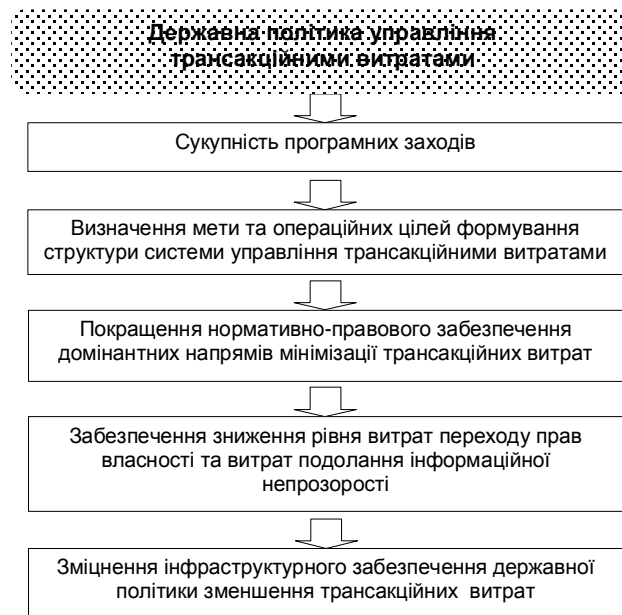 Державна політика управління
трансакційними витратами
Сукупність програмних заходів
Визначення мети та операційних цілей формування
структури системи управління трансакційними витратами
Покращення нормативно-правового забезпечення
домінантних напрямів мінімізації трансакційних витрат
Забезпечення зниження рівня витрат переходу прав
власності та витрат подолання інформаційної
непрозорості
Зміцнення інфраструктурного забезпечення державної
політики зменшення трансакційних витрат